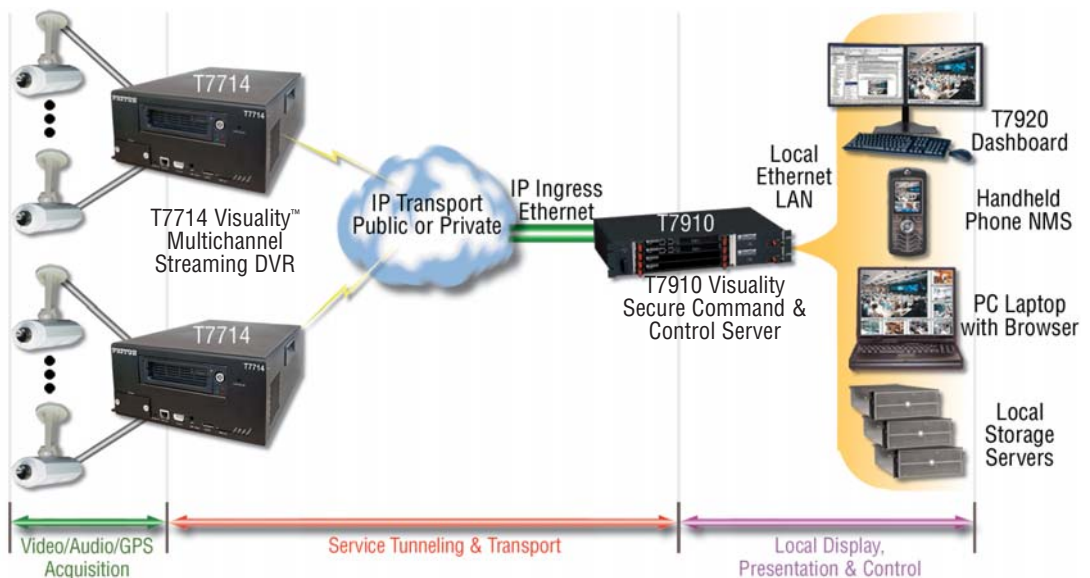 T7714
PATTON
T7714
T7714 Visuality™
Multichannel
Streaming DVR
T7714
PATTON
T7714
IP Transport
Public or Private
IP Ingress
Ethernet
T7910
T7910 Visuality
Secure Command &
Control Server
Local
Ethernet
LAN
T7920
Dashboard
Handheld
Phone NMS
PC Laptop
with Browser
Local
Storage
Servers
Video/Audio/GPS
Acquisition
Service Tunneling & Transport
Local Display,
Presentation & Control